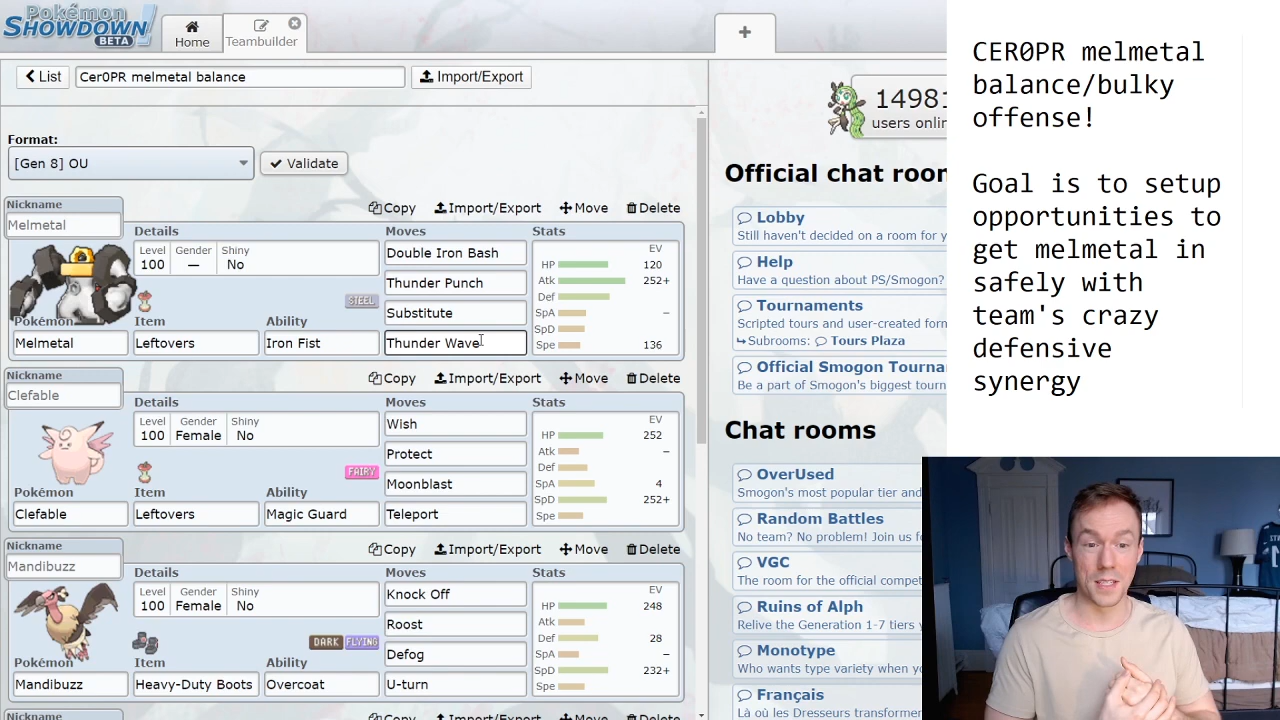 Pokémon
SHOWDOWN!
BETA
Home
Teambuilder
+
List
Cer0PR melmetal balance
Import/Export
Format:
[Gen 8] OU
Validate
Copy Import/Export Move Delete
Nickname
Melmetal
Details
Level Gender Shiny
100 — No
STEEL
Pokémon Item Ability
Melmetal Leftovers Iron Fist
Moves
Double Iron Bash
Thunder Punch
Substitute
Thunder Wave
Stats
EV
HP 120
Atk 252+
Def
SpA –
SpD
Spe 136
Copy Import/Export Move Delete
Nickname
Clefable
Details
Level Gender Shiny
100 Female No
FAIRY
Pokémon Item Ability
Clefable Leftovers Magic Guard
Moves
Wish
Protect
Moonblast
Teleport
Stats
EV
HP 252
Atk –
Def
SpA 4
SpD 252+
Spe
Copy Import/Export Move Delete
Nickname
Mandibuzz
Details
Level Gender Shiny
100 Female No
DARK FLYING
Pokémon Item Ability
Mandibuzz Heavy-Duty Boots Overcoat
Moves
Knock Off
Roost
Defog
U-turn
Stats
EV
HP 248
Atk
Def 28
SpA –
SpD 232+
Spe
Copy Import/Export Move Delete
14981
users onlin
Official chat roon
Lobby
Still haven't decided on a room for y
Help
Have a question about PS/Smogon?
Tournaments
Scripted tours and user-created form
Subrooms: Tours Plaza
Official Smogon Tourna
Be a part of Smogon's biggest tourn
Chat rooms
OverUsed
Smogon's most popular tier and
Random Battles
No team? No problem! Join us f
VGC
The room for the official compet
Ruins of Alph
Relive the Generation 1-7 tiers y
Monotype
Who wants type variety when yo
Français
Là où les Dresseurs transformer
CER0PR melmetal
balance/bulky
offense!
Goal is to setup
opportunities to
get melmetal in
safely with
team's crazy
defensive
synergy